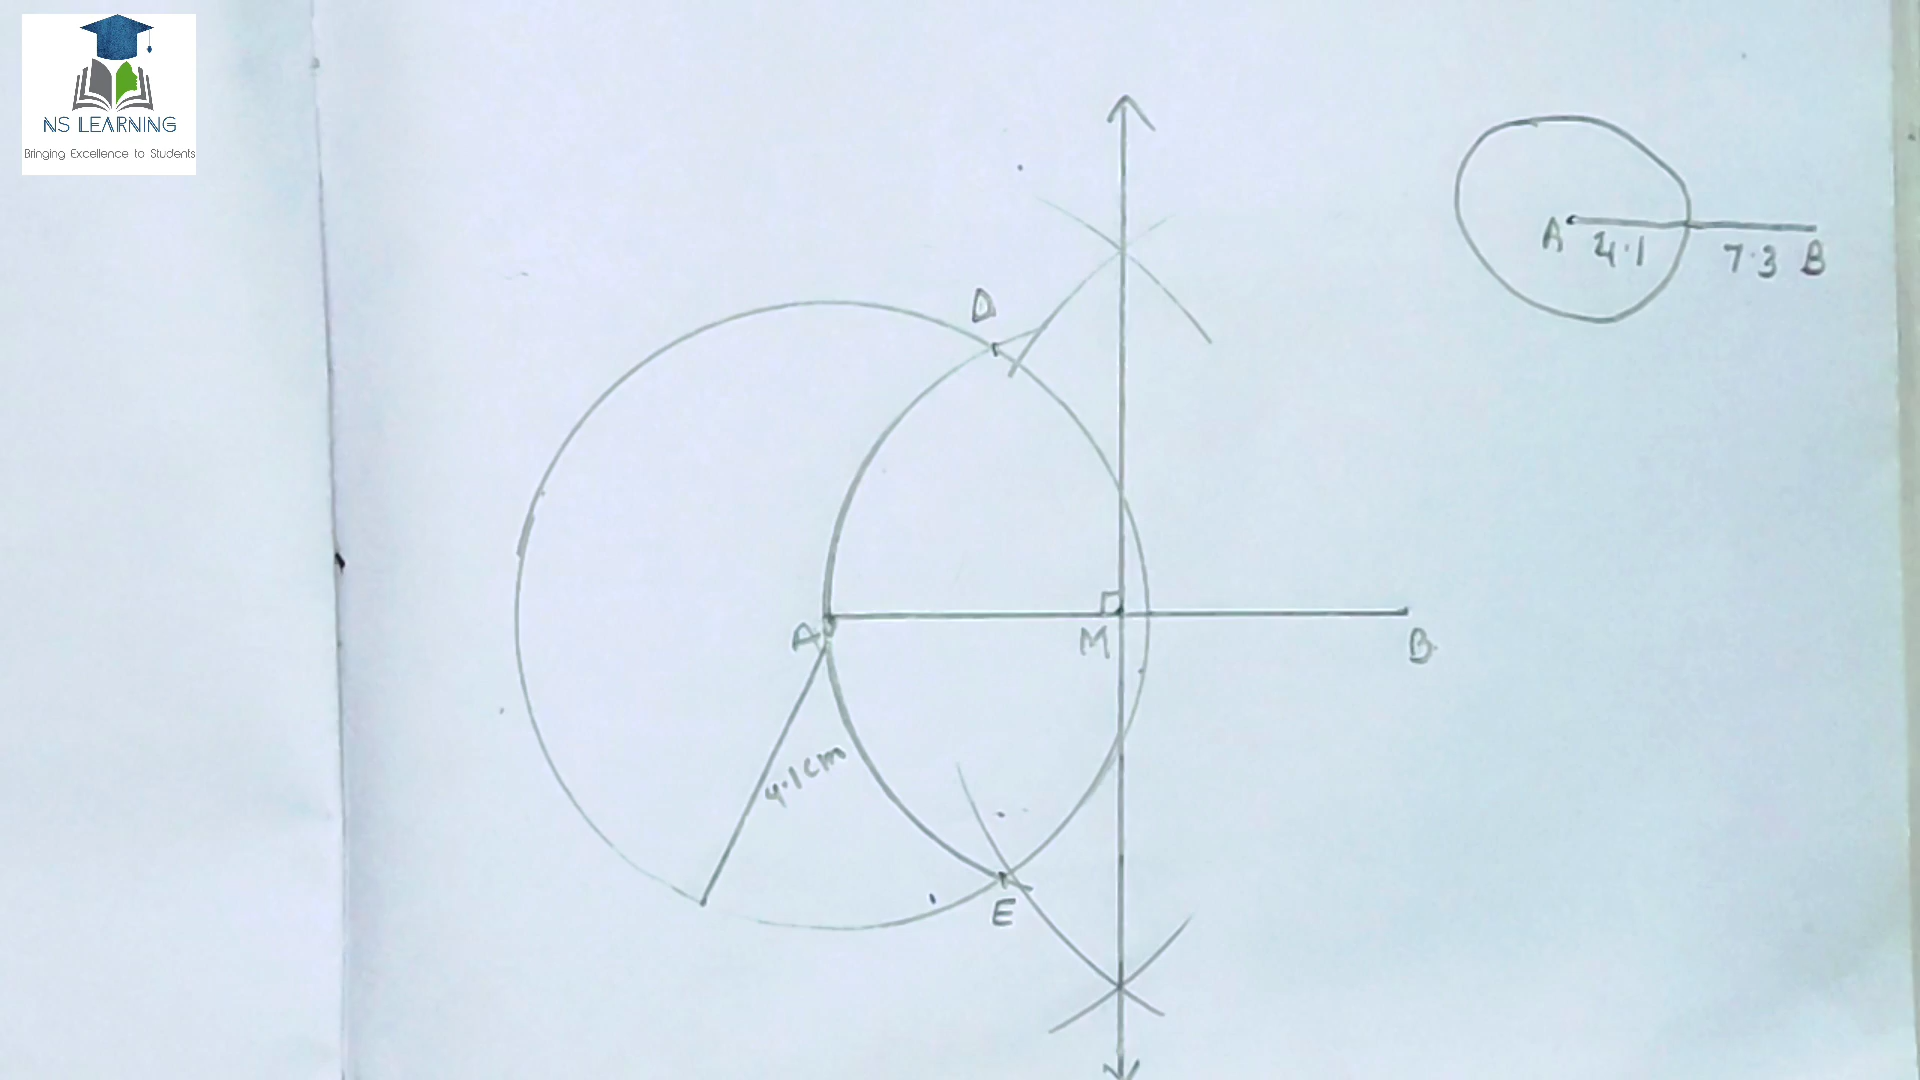 NS LEARNING
Bringing Excellence to Students
A 4.1 7.3 B
D
A M B
4.1cm
E